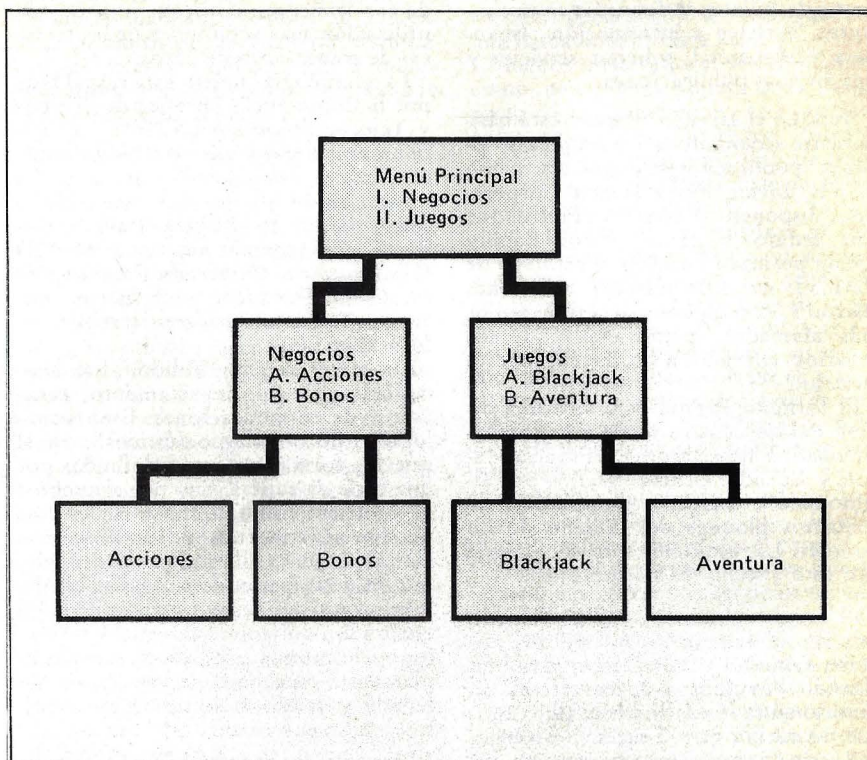 Menú Principal
I. Negocios
II. Juegos
Negocios
A. Acciones
B. Bonos
Juegos
A. Blackjack
B. Aventura
Acciones
Bonos
Blackjack
Aventura